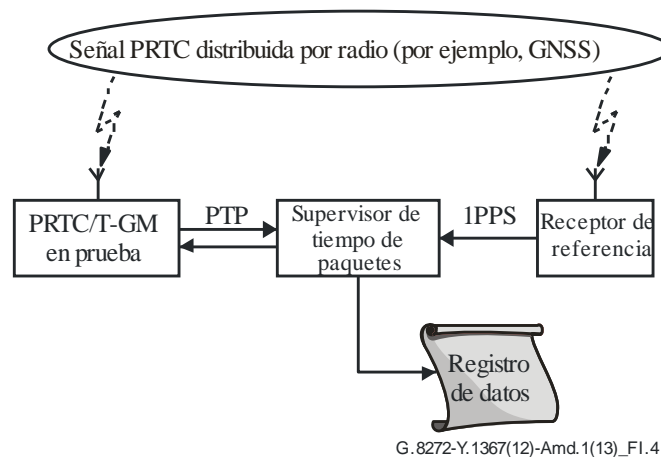 Señal PRTC distribuida por radio (por ejemplo, GNSS)
PRTC/T-GM
en prueba
PTP
Supervisor de
tiempo de
paquetes
1PPS
Receptor de
referencia
Registro
de datos
G.8272-Y.1367(12)-Amd.1(13)_FI.4